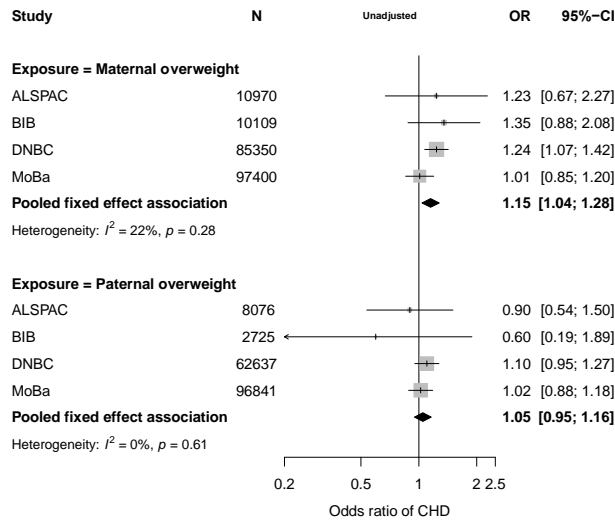 Study N Unadjusted OR 95%−CI
Exposure = Maternal overweight
ALSPAC 10970 1.23 [0.67; 2.27]
BIB 10109 1.35 [0.88; 2.08]
DNBC 85350 1.24 [1.07; 1.42]
MoBa 97400 1.01 [0.85; 1.20]
Pooled fixed effect association 1.15 [1.04; 1.28]
Heterogeneity: I² = 22%, p = 0.28
Exposure = Paternal overweight
ALSPAC 8076 0.90 [0.54; 1.50]
BIB 2725 0.60 [0.19; 1.89]
DNBC 62637 1.10 [0.95; 1.27]
MoBa 96841 1.02 [0.88; 1.18]
Pooled fixed effect association 1.05 [0.95; 1.16]
Heterogeneity: I² = 0%, p = 0.61
0.2 0.5 1 2 2.5
Odds ratio of CHD